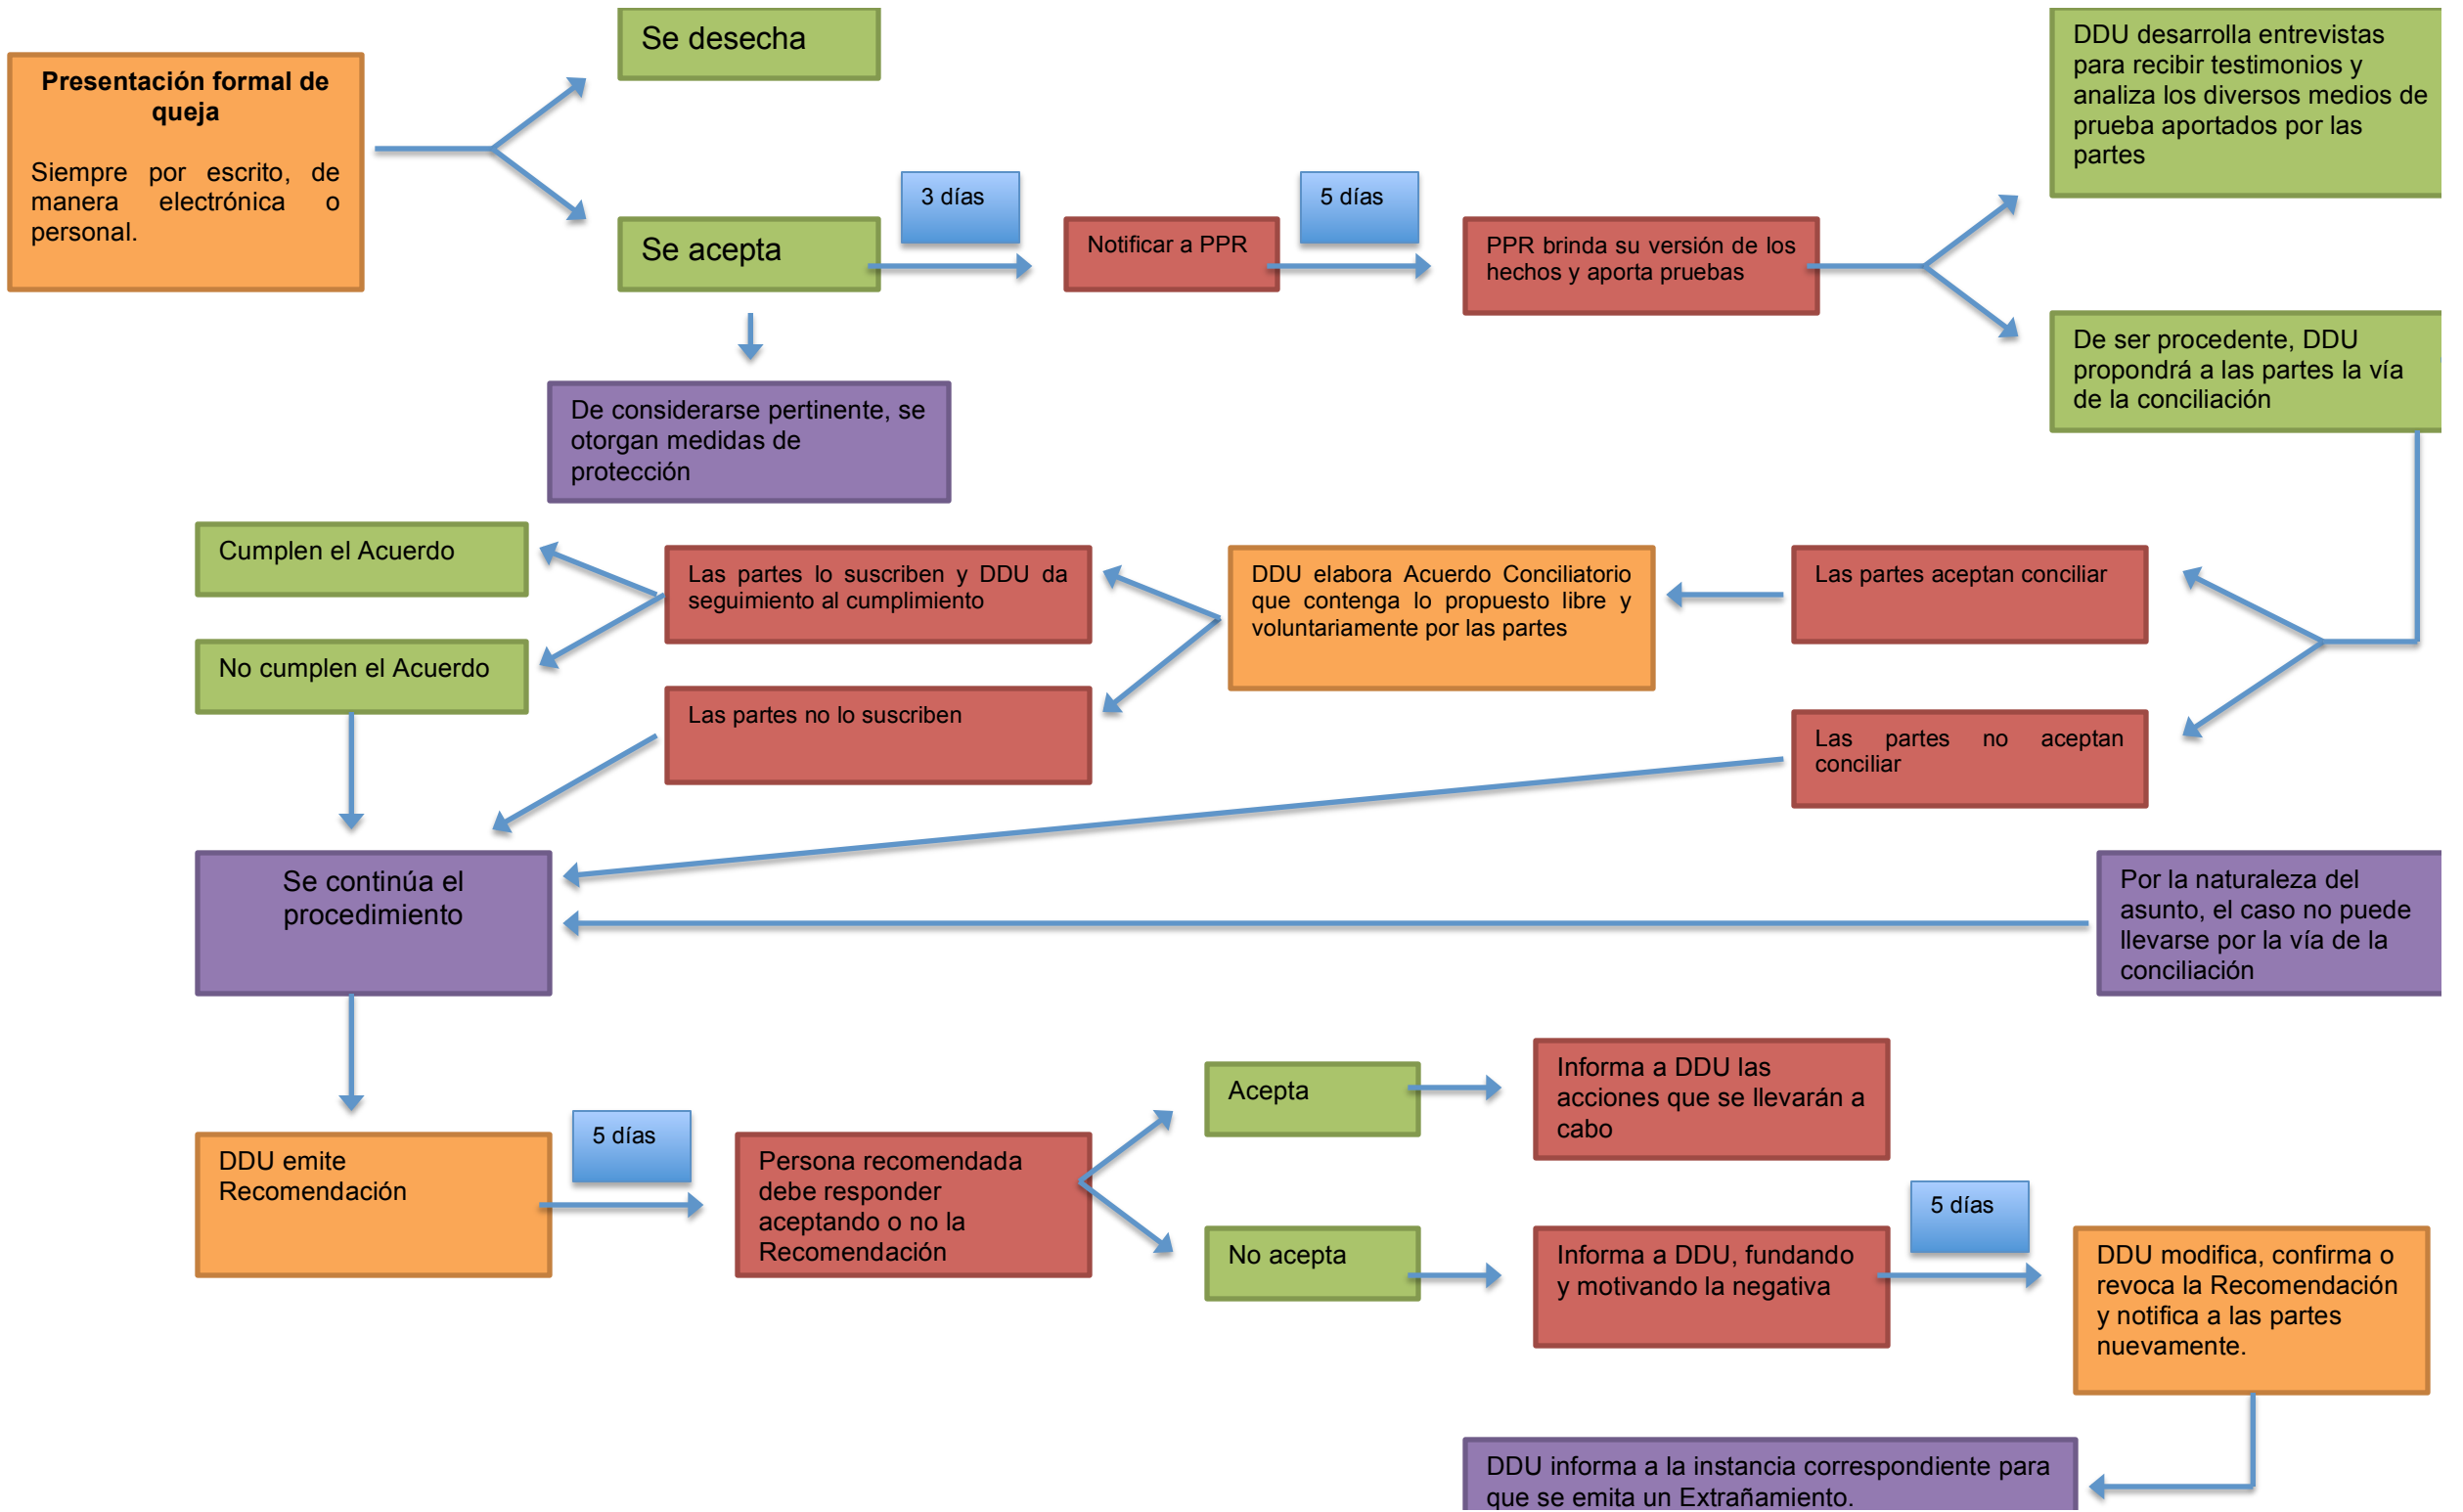 Presentación formal de
queja
Siempre por escrito, de
manera electrónica o
personal.
Se desecha
Se acepta
3 días
Notificar a PPR
5 días
PPR brinda su versión de los
hechos y aporta pruebas
DDU desarrolla entrevistas
para recibir testimonios y
analiza los diversos medios de
prueba aportados por las
partes
De ser procedente, DDU
propondrá a las partes la vía
de la conciliación
De considerarse pertinente, se
otorgan medidas de
protección
Las partes aceptan conciliar
Las partes no aceptan
conciliar
DDU elabora Acuerdo Conciliatorio
que contenga lo propuesto libre y
voluntariamente por las partes
Las partes lo suscriben y DDU da
seguimiento al cumplimiento
Las partes no lo suscriben
Cumplen el Acuerdo
No cumplen el Acuerdo
Se continúa el
procedimiento
Por la naturaleza del
asunto, el caso no puede
llevarse por la vía de la
conciliación
DDU emite
Recomendación
5 días
Persona recomendada
debe responder
aceptando o no la
Recomendación
Acepta
Informa a DDU las
acciones que se llevarán a
cabo
No acepta
Informa a DDU, fundando
y motivando la negativa
5 días
DDU modifica, confirma o
revoca la Recomendación
y notifica a las partes
nuevamente.
DDU informa a la instancia correspondiente para
que se emita un Extrañamiento.